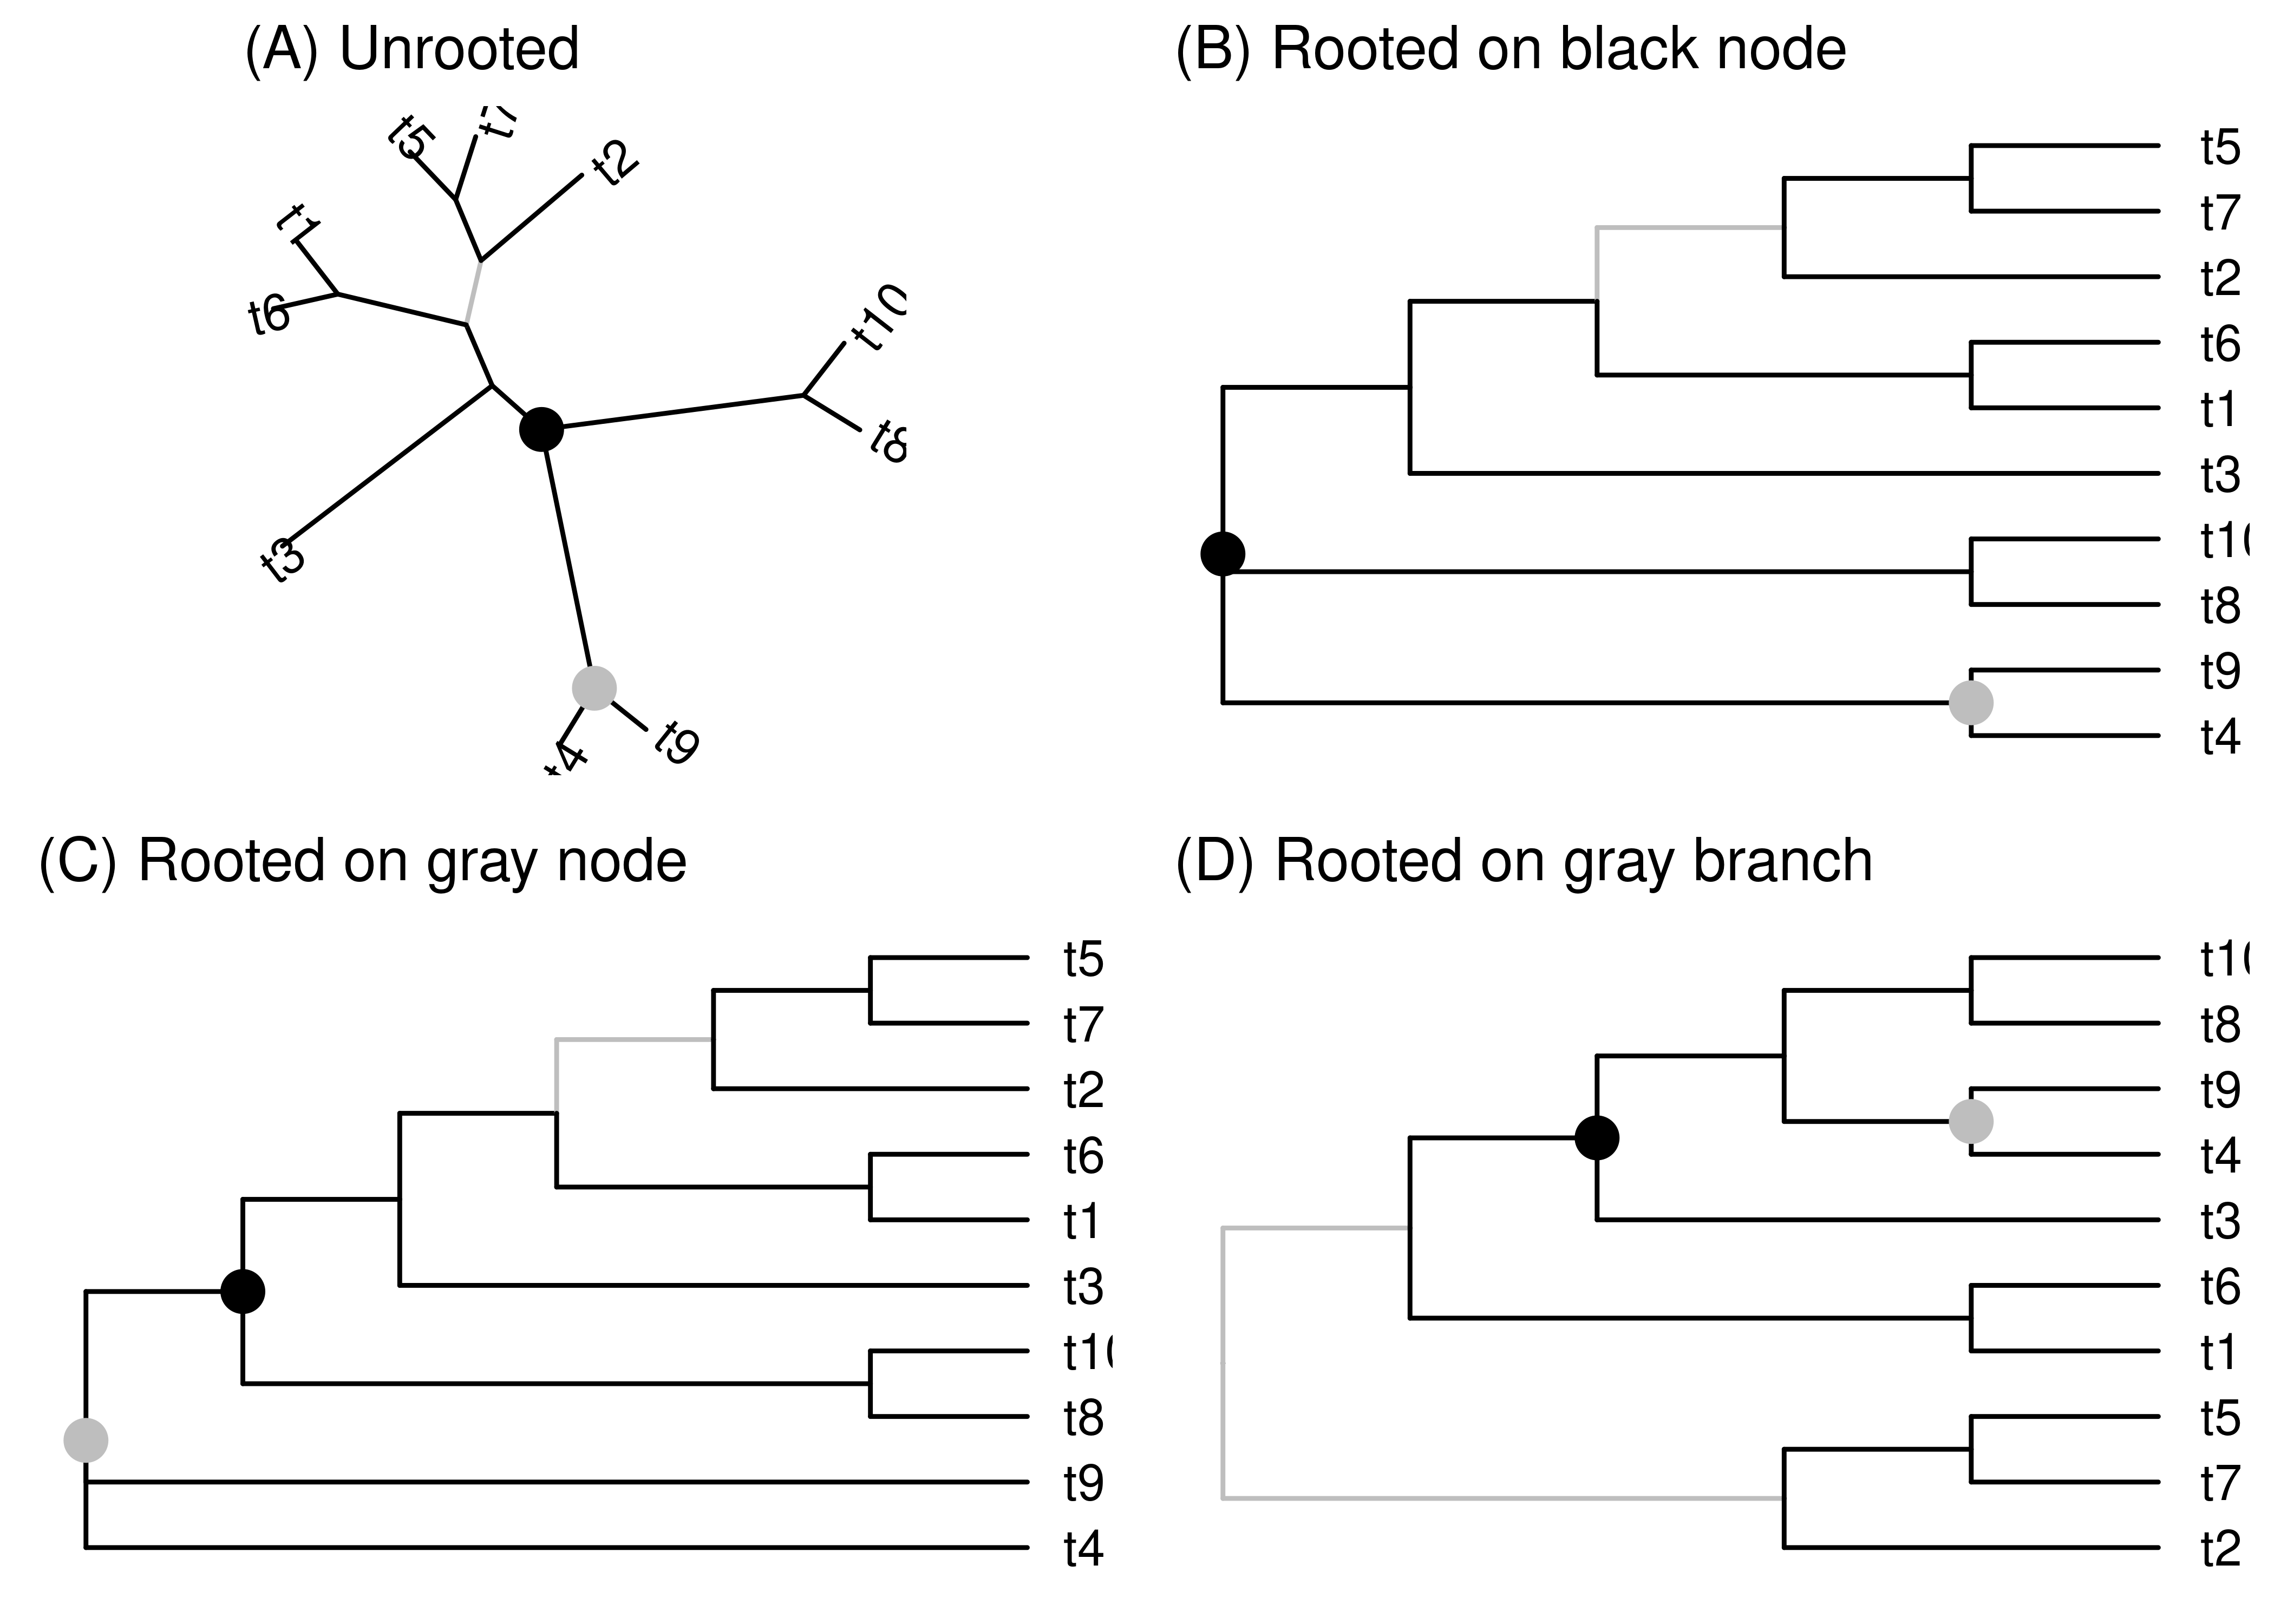 (A) Unrooted
t5
t7
t2
t1
t6
t10
t8
t3
t4
t9
(B) Rooted on black node
t5
t7
t2
t6
t1
t3
t10
t8
t9
t4
(C) Rooted on gray node
t5
t7
t2
t6
t1
t3
t10
t8
t9
t4
(D) Rooted on gray branch
t10
t8
t9
t4
t3
t6
t1
t5
t7
t2